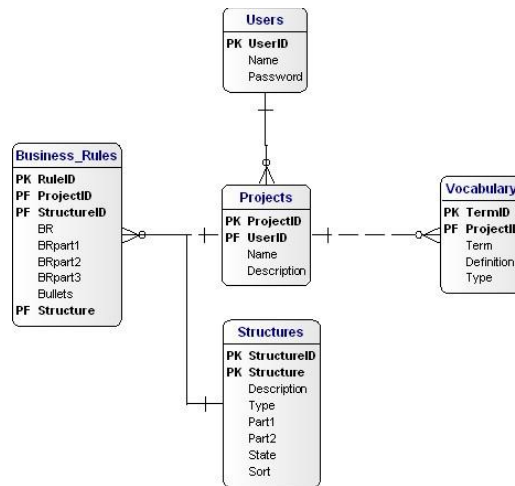 Users
PK UserID
Name
Password
Business_Rules
PK RuleID
PF ProjectID
PF StructureID
BR
BRpart1
BRpart2
BRpart3
Bullets
PF Structure
Projects
PK ProjectID
PF UserID
Name
Description
Vocabulary
PK TermID
PF ProjectID
Term
Definition
Type
Structures
PK StructureID
PK Structure
Description
Type
Part1
Part2
State
Sort